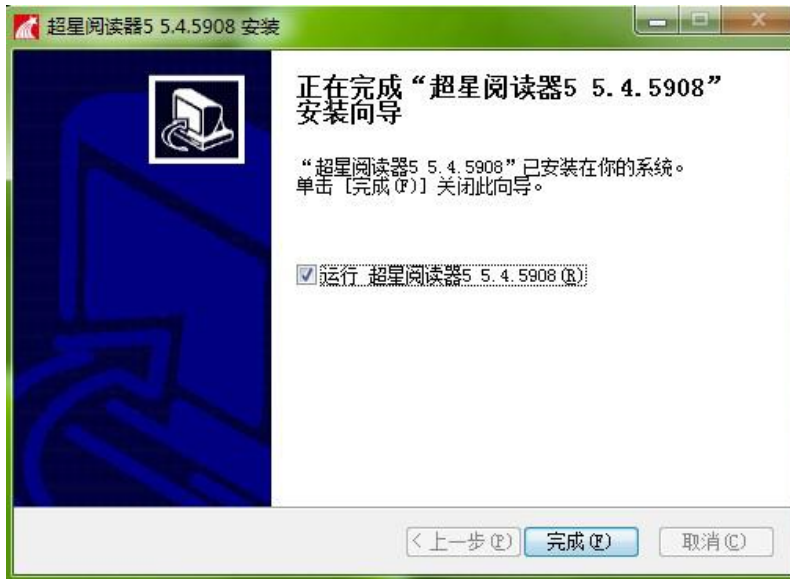 超星阅读器5 5.4.5908 安装
正在完成“超星阅读器5 5.4.5908”
安装向导
“超星阅读器5 5.4.5908”已安装在你的系统。
单击 [完成(F)] 关闭此向导。
运行 超星阅读器5 5.4.5908(R)
<上一步(P) 完成(F) 取消(C)